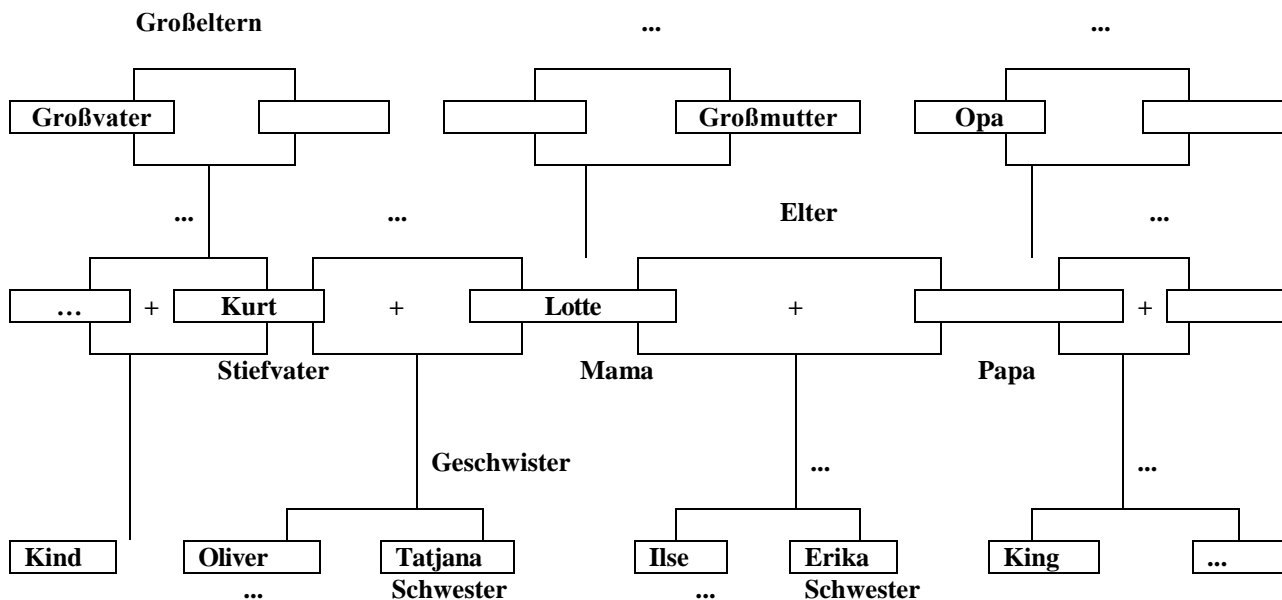 Großeltern ... ...
Großvater Großmutter Opa
... ... Elter ...
... + Kurt + Lotte + +
Stiefvater Mama Papa
Geschwister ... ...
Kind Oliver Tatjana Ilse Erika King ...
... Schwester ... Schwester